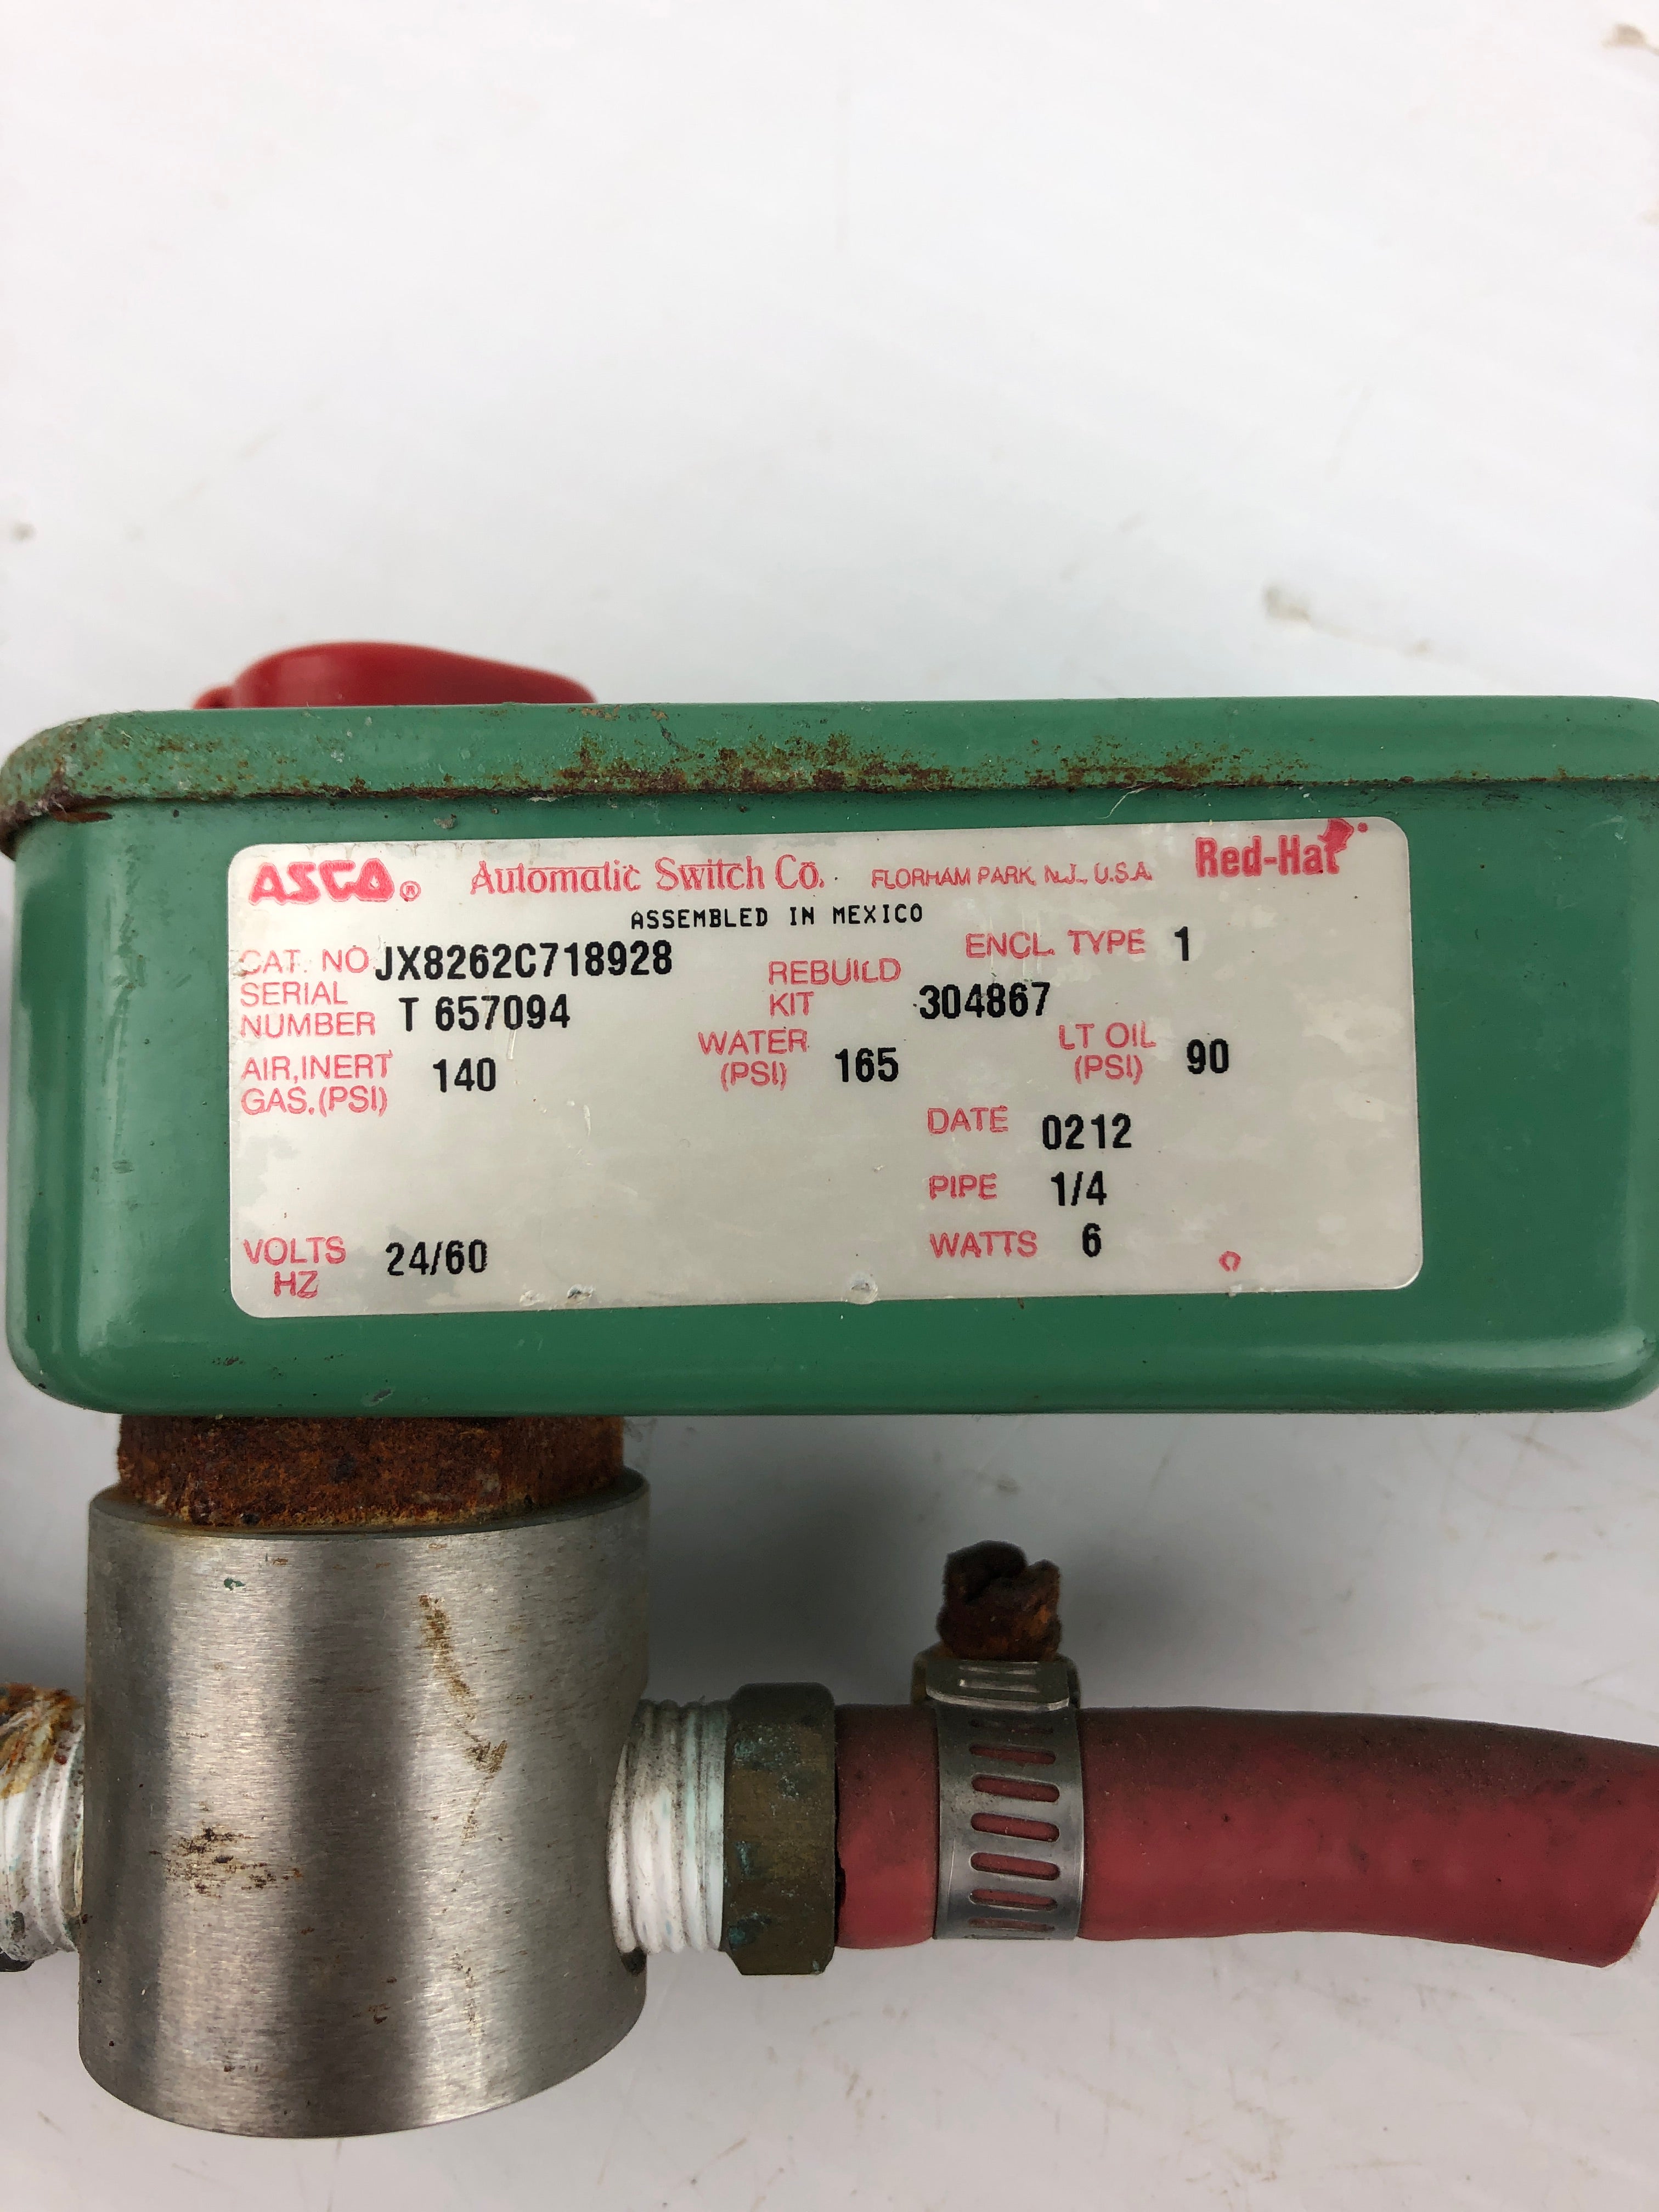 ASCO® Automatic Switch Co. FLORHAM PARK, N.J., U.S.A. Red-Hat
ASSEMBLED IN MEXICO
CAT. NO JX8262C718928 ENCL. TYPE 1
SERIAL NUMBER T 657094 REBUILD KIT 304867
AIR, INERT GAS. (PSI) 140 WATER (PSI) 165 LT OIL (PSI) 90
DATE 0212
PIPE 1/4
VOLTS HZ 24/60 WATTS 6